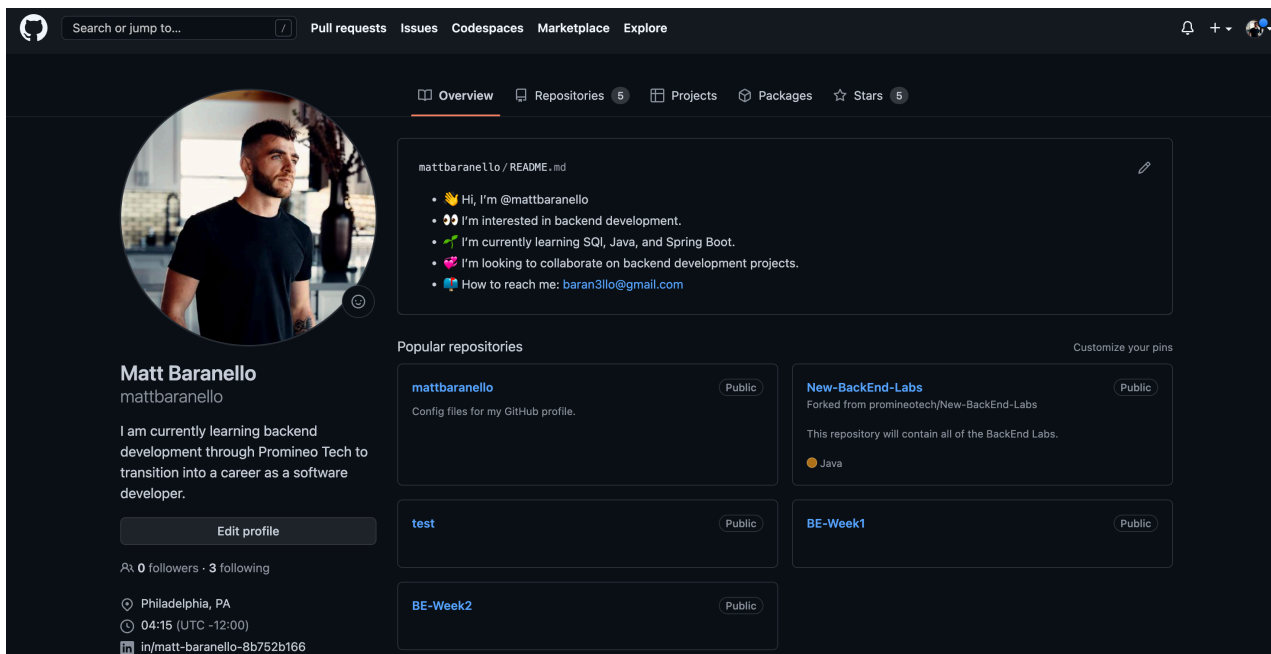 Search or jump to... / Pull requests Issues Codespaces Marketplace Explore
Overview Repositories 5 Projects Packages Stars 5
mattbaranello/README.md
• 👋 Hi, I'm @mattbaranello
• 👀 I'm interested in backend development.
• 🌱 I'm currently learning SQl, Java, and Spring Boot.
• 💞️ I'm looking to collaborate on backend development projects.
• 📫 How to reach me: baran3llo@gmail.com
Matt Baranello
mattbaranello
I am currently learning backend
development through Promineo Tech to
transition into a career as a software
developer.
Edit profile
0 followers · 3 following
Philadelphia, PA
04:15 (UTC -12:00)
in/matt-baranello-8b752b166
Popular repositories
Customize your pins
mattbaranello Public
Config files for my GitHub profile.
New-BackEnd-Labs Public
Forked from promineotech/New-BackEnd-Labs
This repository will contain all of the BackEnd Labs.
Java
test Public
BE-Week1 Public
BE-Week2 Public